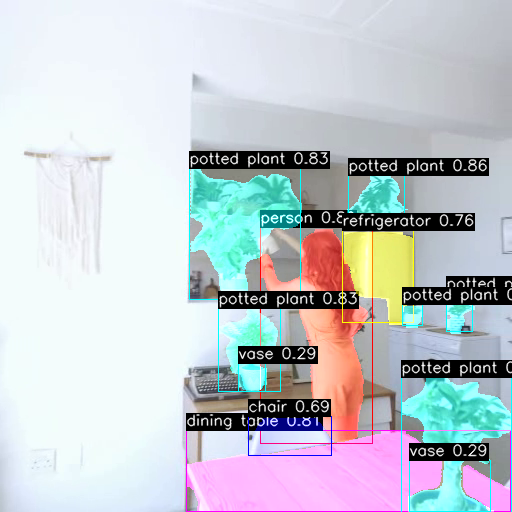 potted plant 0.83
potted plant 0.86
person 0.8
refrigerator 0.76
potted p
potted plant 0.83
potted plant 0
vase 0.29
potted plant 0
chair 0.69
dining table 0.81
vase 0.29